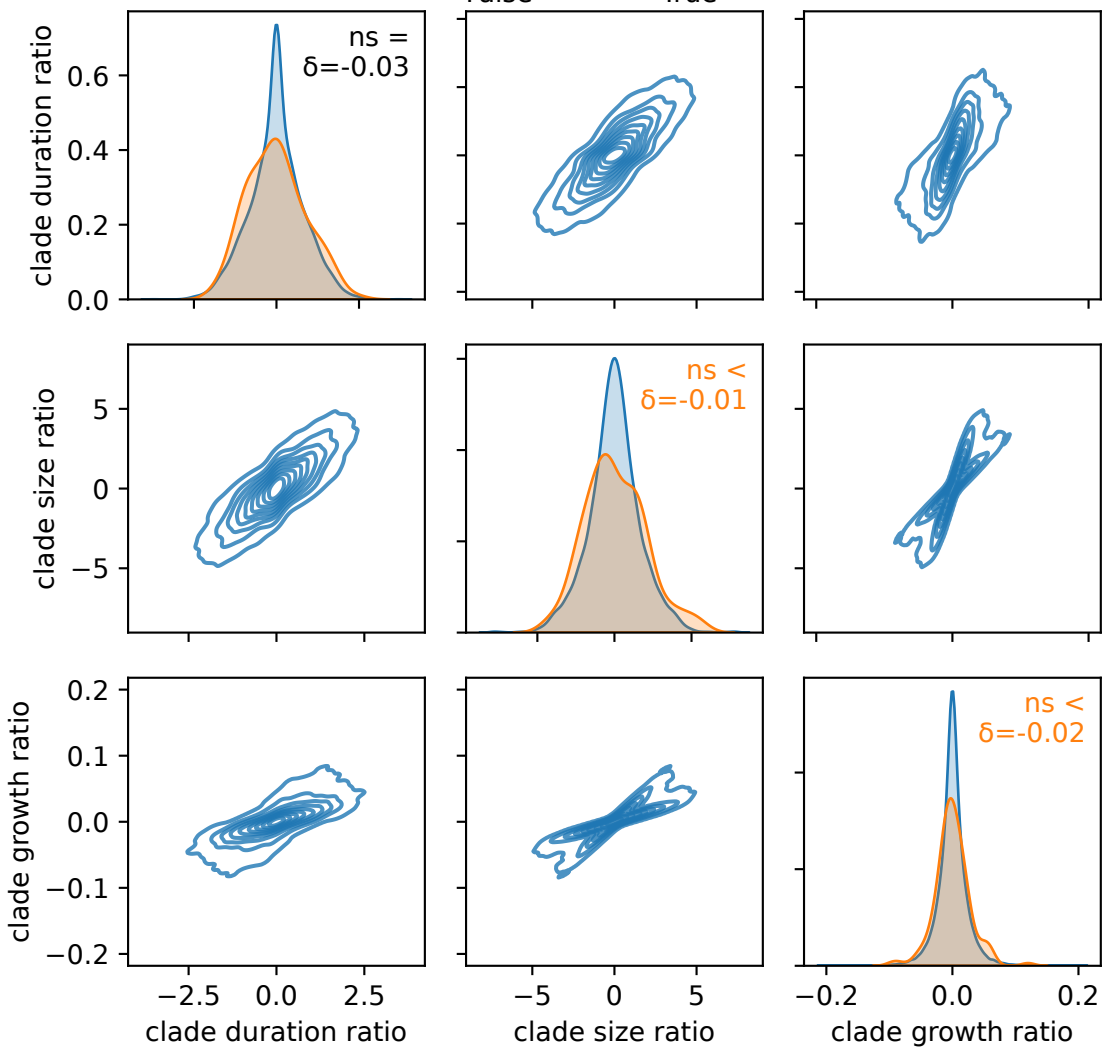 clade duration ratio
0.6
0.4
0.2
0.0
ns =
δ=-0.03
clade size ratio
5
0
−5
ns <
δ=-0.01
clade growth ratio
0.2
0.1
0.0
−0.1
−0.2
ns <
δ=-0.02
−2.5 0.0 2.5
−5 0 5
−0.2 0.0 0.2
clade duration ratio
clade size ratio
clade growth ratio